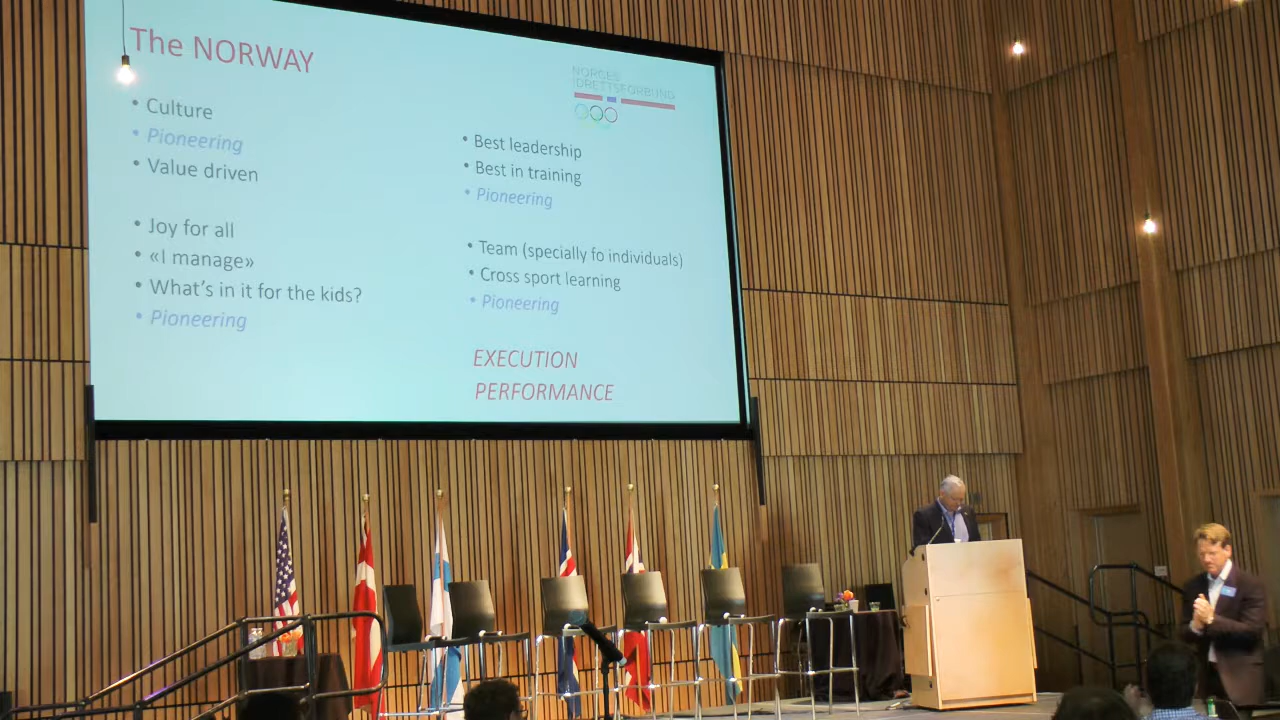 The NORWAY
• Culture
• Pioneering
• Value driven
• Joy for all
• «I manage»
• What's in it for the kids?
• Pioneering
NORGES
IDRETTSFORBUND
• Best leadership
• Best in training
• Pioneering
• Team (specially fo individuals)
• Cross sport learning
• Pioneering
EXECUTION
PERFORMANCE